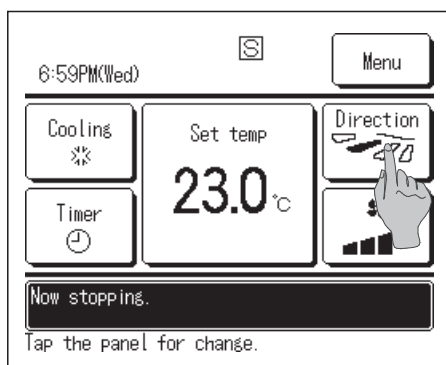 S
6:59PM(Wed)
Menu
Cooling
Set temp
Direction
23.0°C
Timer
Now stopping.
Tap the panel for change.